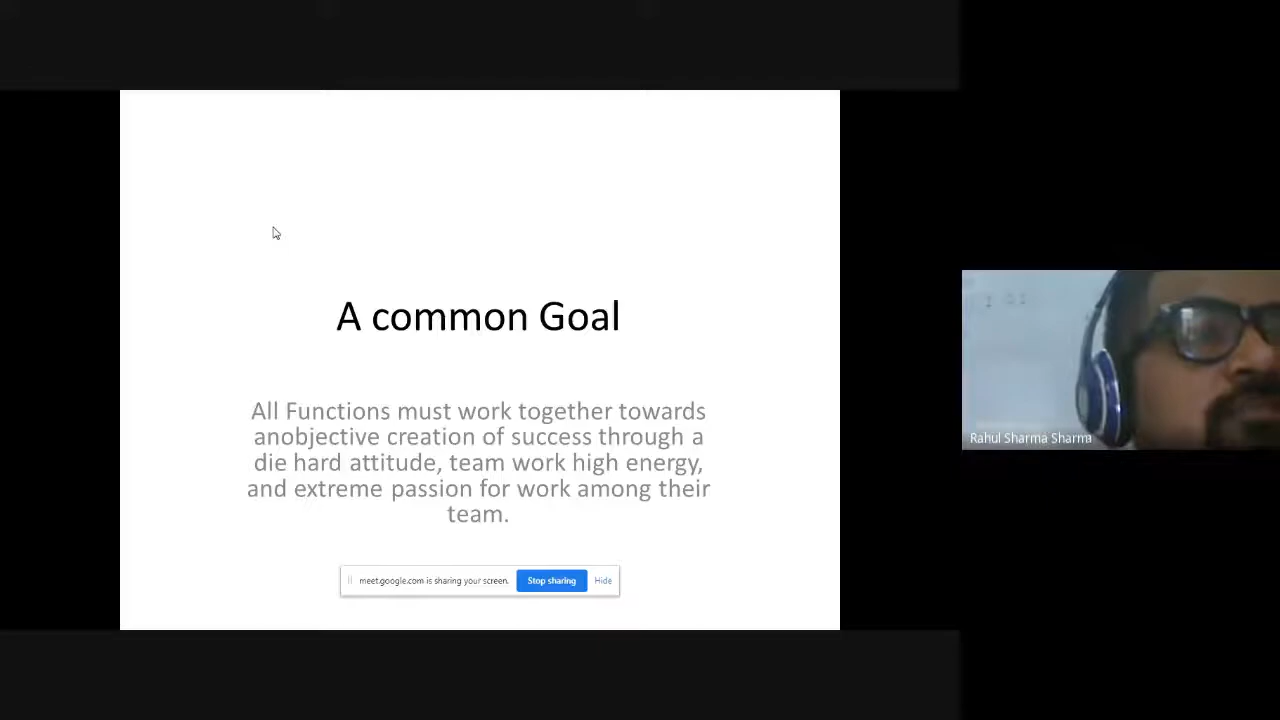 A common Goal
All Functions must work together towards
anobjective creation of success through a
die hard attitude, team work high energy,
and extreme passion for work among their
team.
meet.google.com is sharing your screen. Stop sharing Hide
Rahul Sharma Sharma